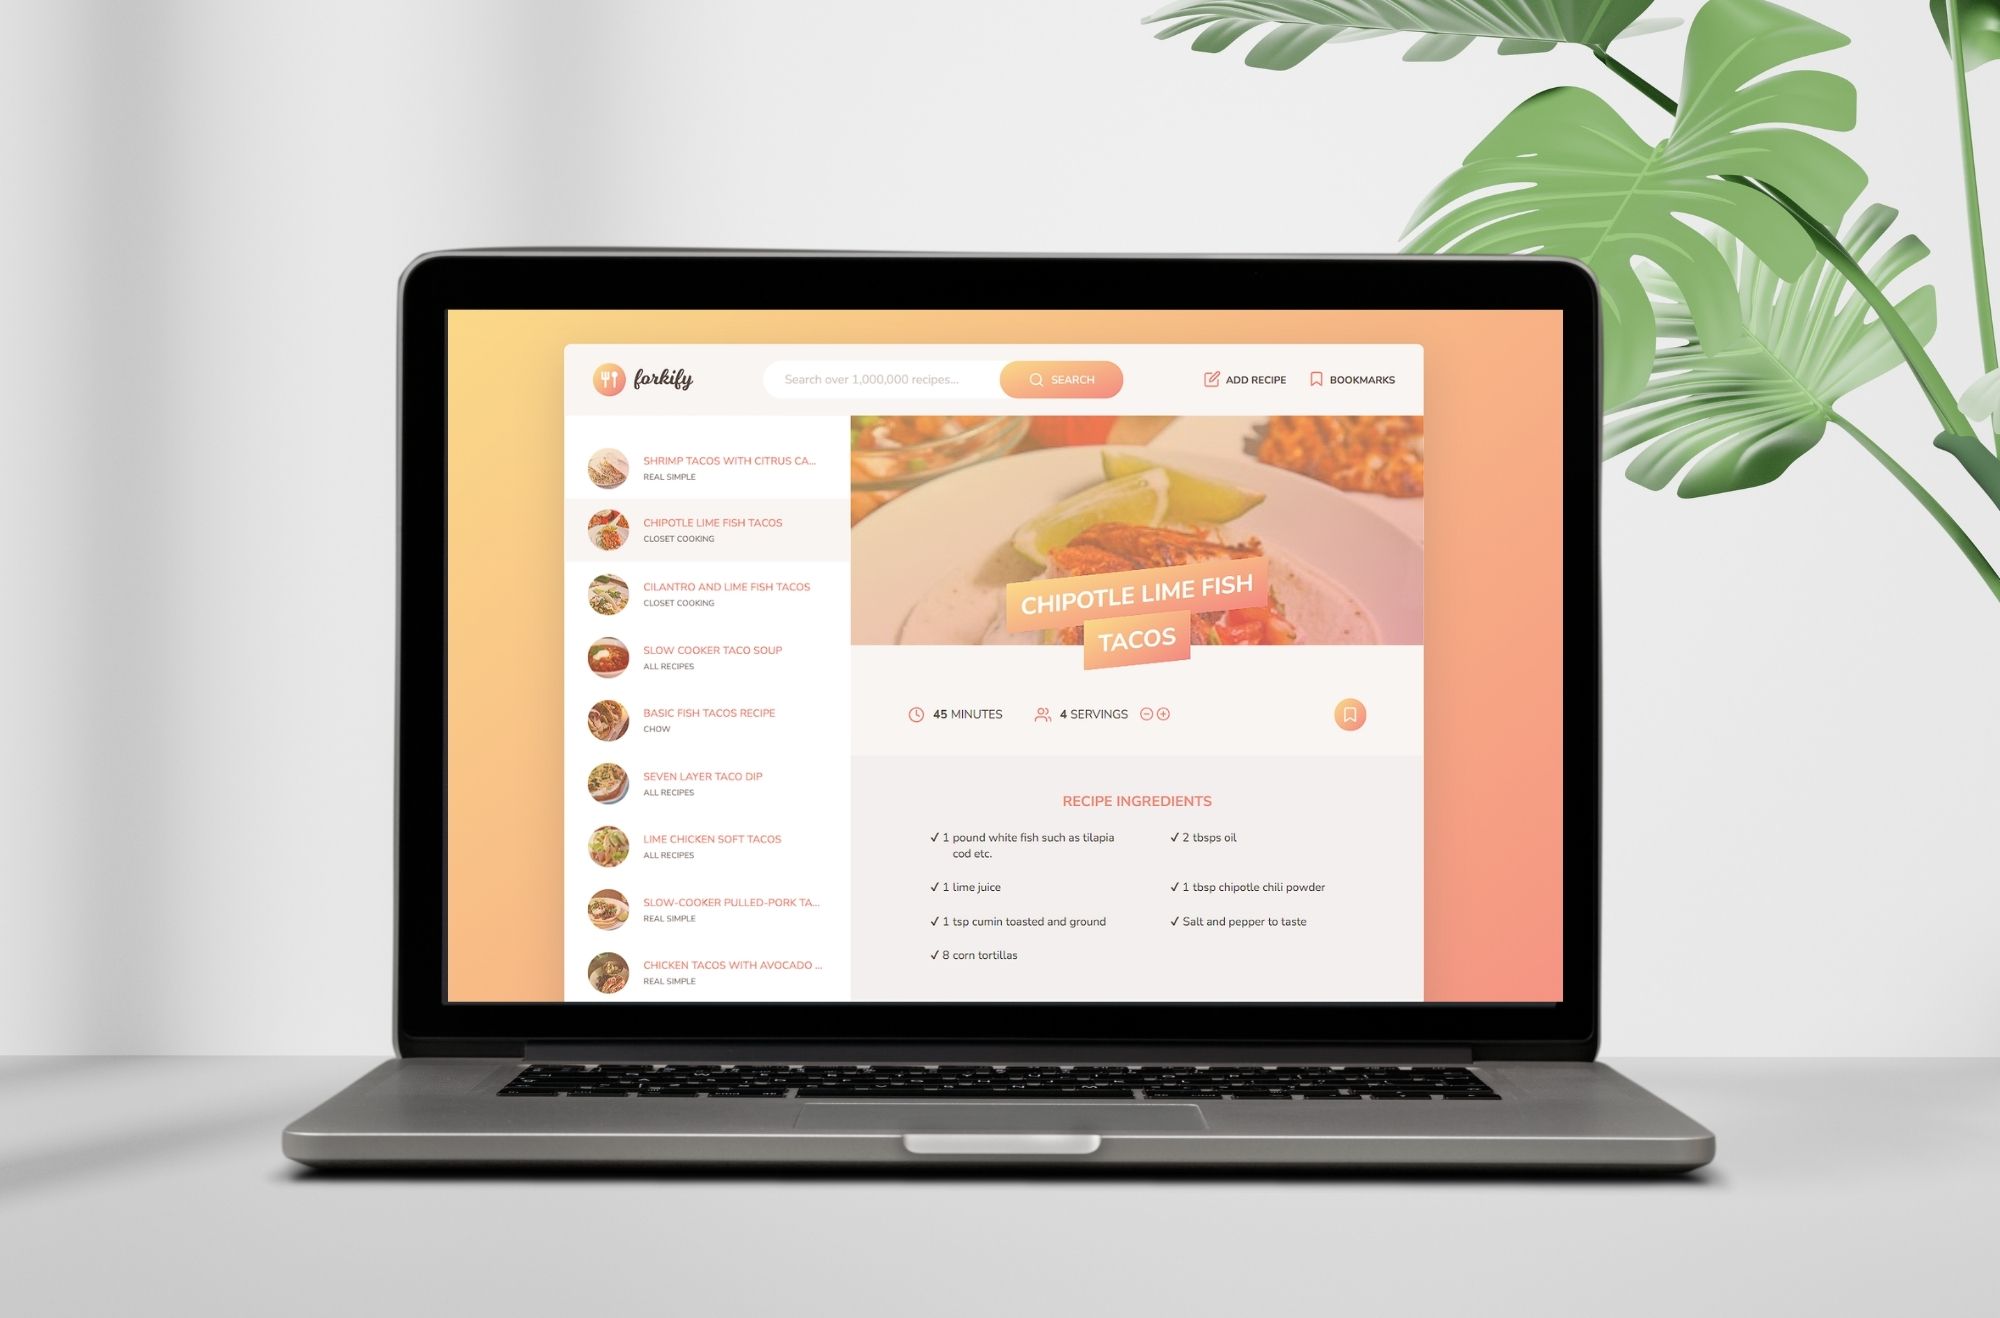 forkify
Search over 1,000,000 recipes...
SEARCH
ADD RECIPE
BOOKMARKS
SHRIMP TACOS WITH CITRUS CA...
REAL SIMPLE
CHIPOTLE LIME FISH TACOS
CLOSET COOKING
CILANTRO AND LIME FISH TACOS
CLOSET COOKING
SLOW COOKER TACO SOUP
ALL RECIPES
BASIC FISH TACOS RECIPE
CHOW
SEVEN LAYER TACO DIP
ALL RECIPES
LIME CHICKEN SOFT TACOS
ALL RECIPES
SLOW-COOKER PULLED-PORK TA...
REAL SIMPLE
CHICKEN TACOS WITH AVOCADO ...
REAL SIMPLE
CHIPOTLE LIME FISH
TACOS
45 MINUTES
4 SERVINGS
RECIPE INGREDIENTS
✓ 1 pound white fish such as tilapia
cod etc.
✓ 2 tbsps oil
✓ 1 lime juice
✓ 1 tbsp chipotle chili powder
✓ 1 tsp cumin toasted and ground
✓ Salt and pepper to taste
✓ 8 corn tortillas